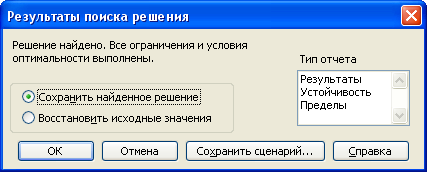 Результаты поиска решения
Решение найдено. Все ограничения и условия
оптимальности выполнены.
Тип отчета
Результаты
Устойчивость
Пределы
Сохранить найденное решение
Восстановить исходные значения
ОК
Отмена
Сохранить сценарий...
Справка